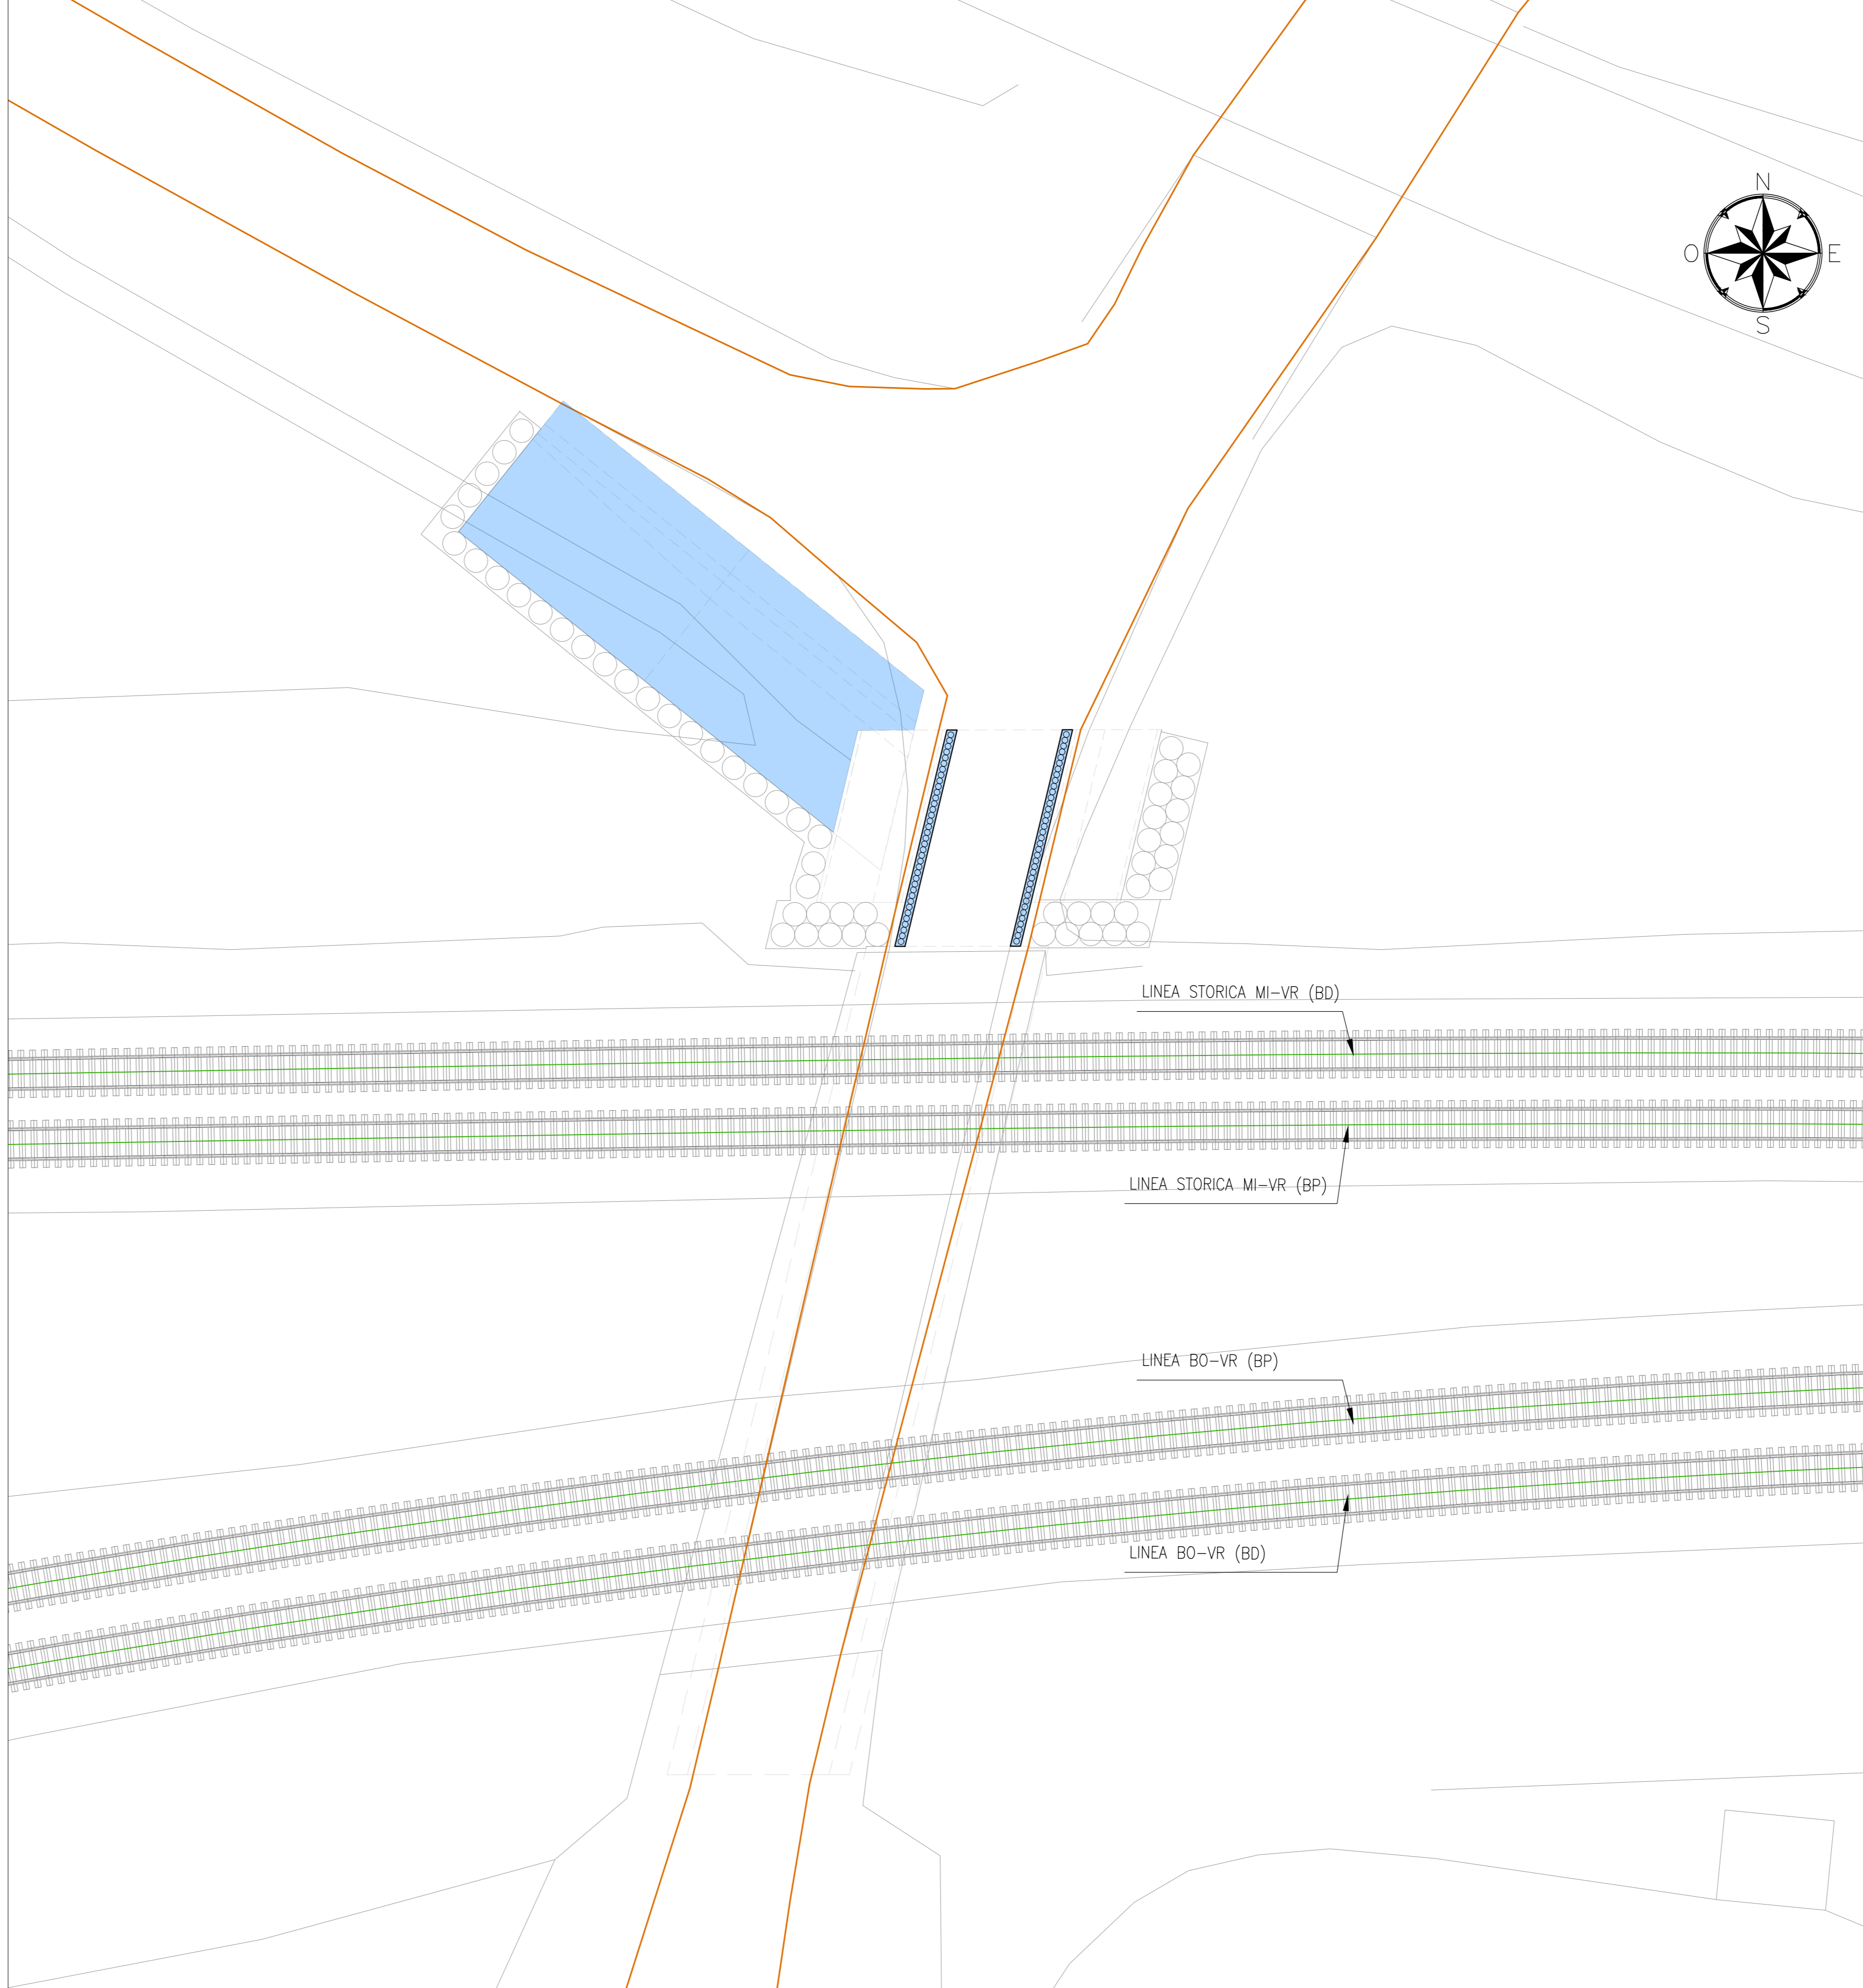 N
O
E
S
LINEA STORICA MI-VR (BD)
LINEA STORICA MI-VR (BP)
LINEA BO-VR (BP)
LINEA BO-VR (BD)